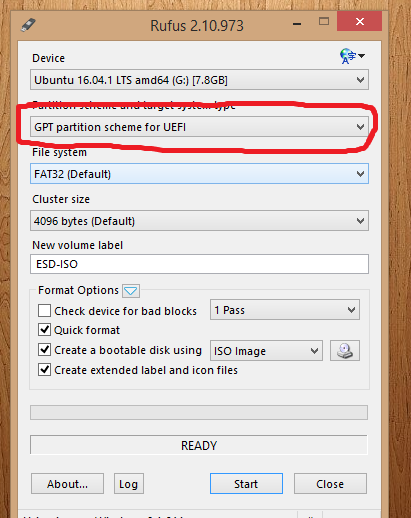 Rufus 2.10.973
Device
Ubuntu 16.04.1 LTS amd64 (G:) [7.8GB]
Partition scheme and target system type
GPT partition scheme for UEFI
File system
FAT32 (Default)
Cluster size
4096 bytes (Default)
New volume label
ESD-ISO
Format Options
Check device for bad blocks 1 Pass
Quick format
Create a bootable disk using ISO Image
Create extended label and icon files
READY
About... Log Start Close